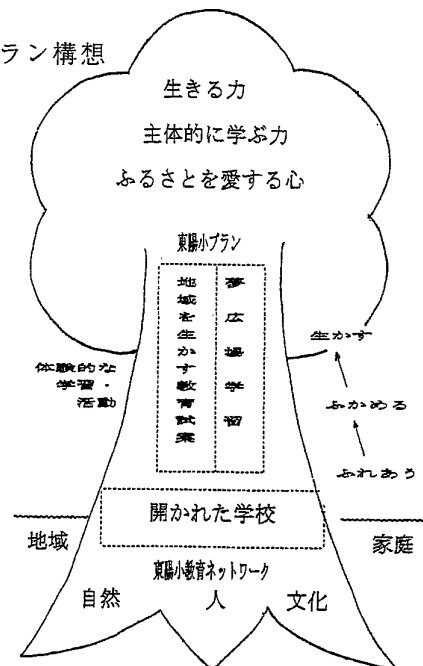 ラン構想
生きる力
主体的に学ぶ力
ふるさとを愛する心
東陽小プラン
夢広場学習
地域を生かす教育試案
体験的な
学習・
活動
生かす
ふかめる
ふれあう
開かれた学校
地域
家庭
東陽小教育ネットワーク
自然 人 文化